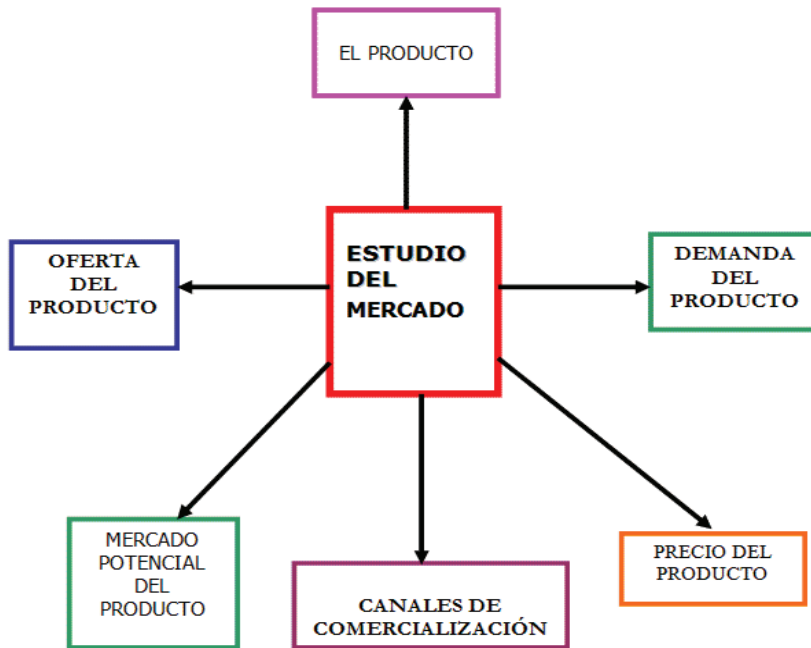 EL PRODUCTO
ESTUDIO
DEL
MERCADO
OFERTA
DEL
PRODUCTO
DEMANDA
DEL
PRODUCTO
MERCADO
POTENCIAL
DEL
PRODUCTO
CANALES DE
COMERCIALIZACIÓN
PRECIO DEL
PRODUCTO